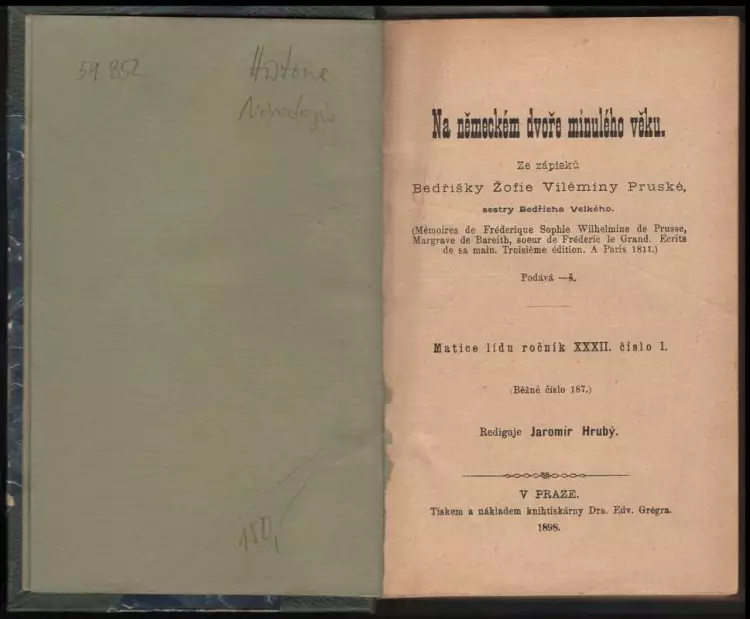 59 852
Historie
150,-
Na německém dvoře minulého věku.
Ze zápisků
Bedřišky Žofie Vilémíny Pruské,
sestry Bedřicha Velkého.
(Mémoires de Fréderique Sophie Wilhelmine de Prusse,
Margrave de Bareith, soeur de Fréderic le Grand. Ecrits
de sa main. Troisième édition. A Paris 1811.)
Podává —š.
Matice lidu ročník XXXII. číslo 1.
(Běžné číslo 187.)
Rediguje Jaromír Hrubý.
V PRAZE.
Tiskem a nákladem knihtiskárny Dra. Edv. Grégra.
1898.